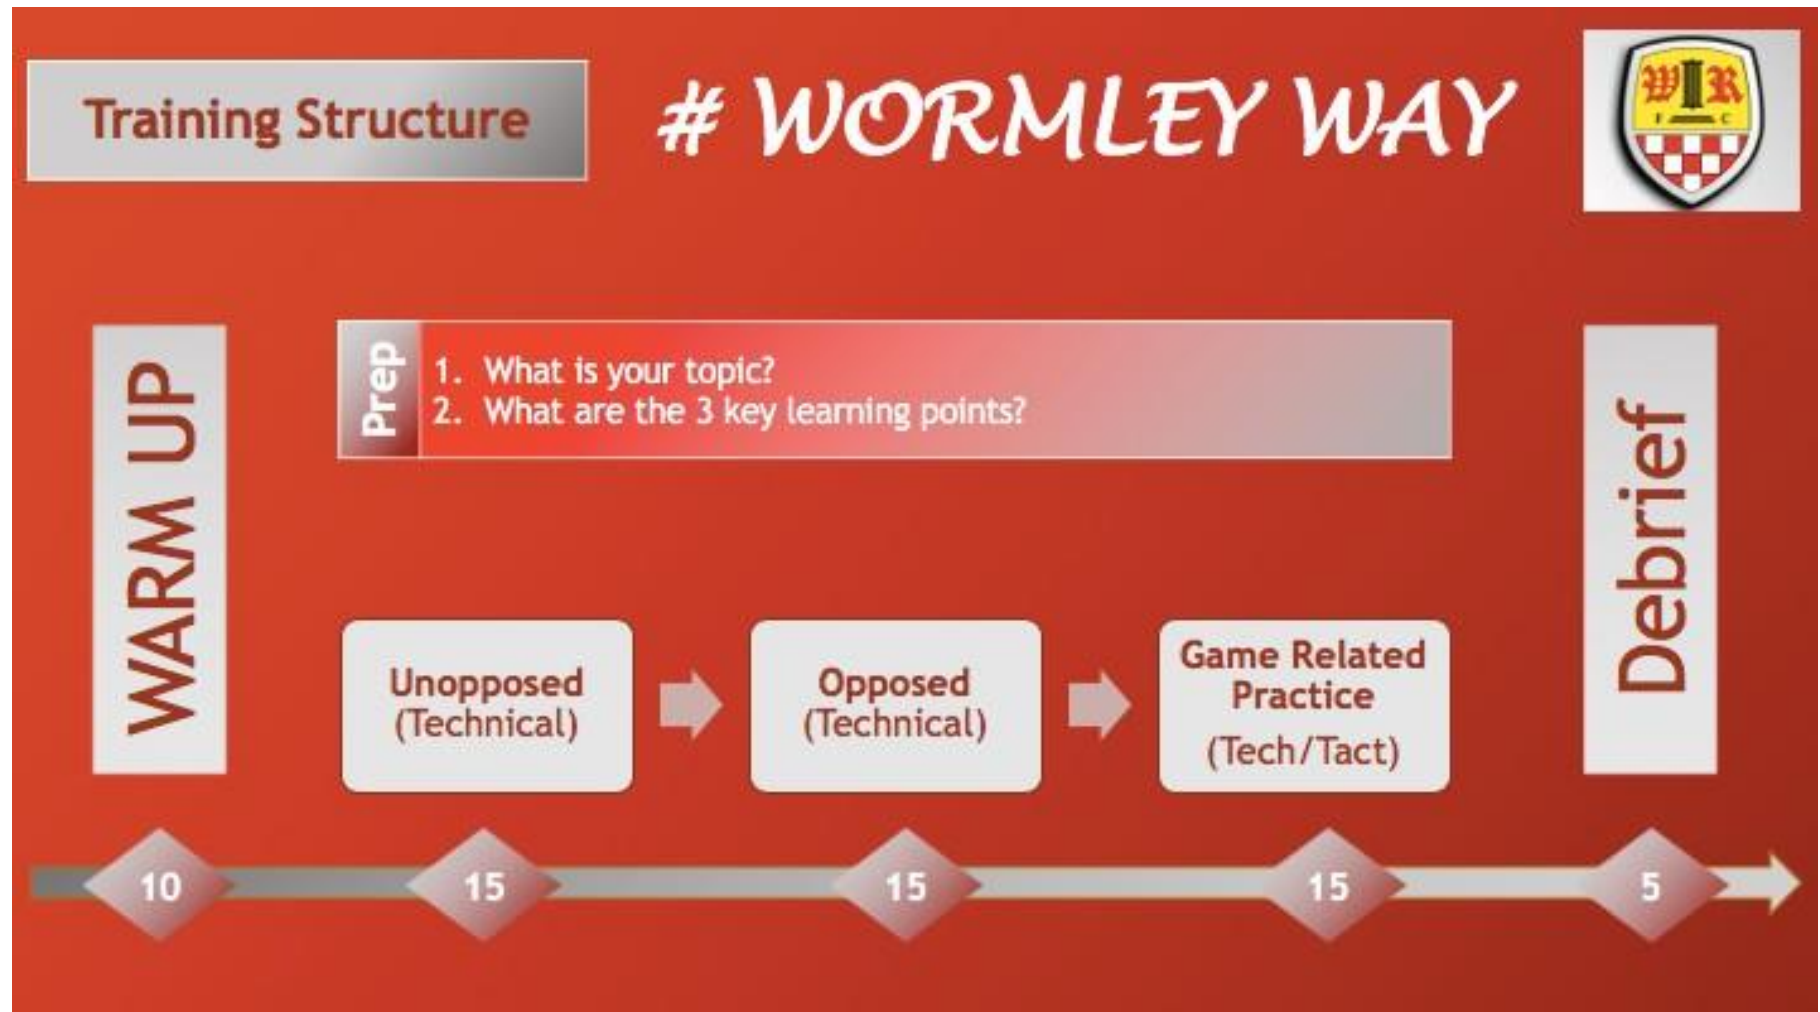 Training Structure
# WORMLEY WAY
W R
F C
WARM UP
Prep
1. What is your topic?
2. What are the 3 key learning points?
Debrief
Unopposed
(Technical)
Opposed
(Technical)
Game Related
Practice
(Tech/Tact)
10
15
15
15
5